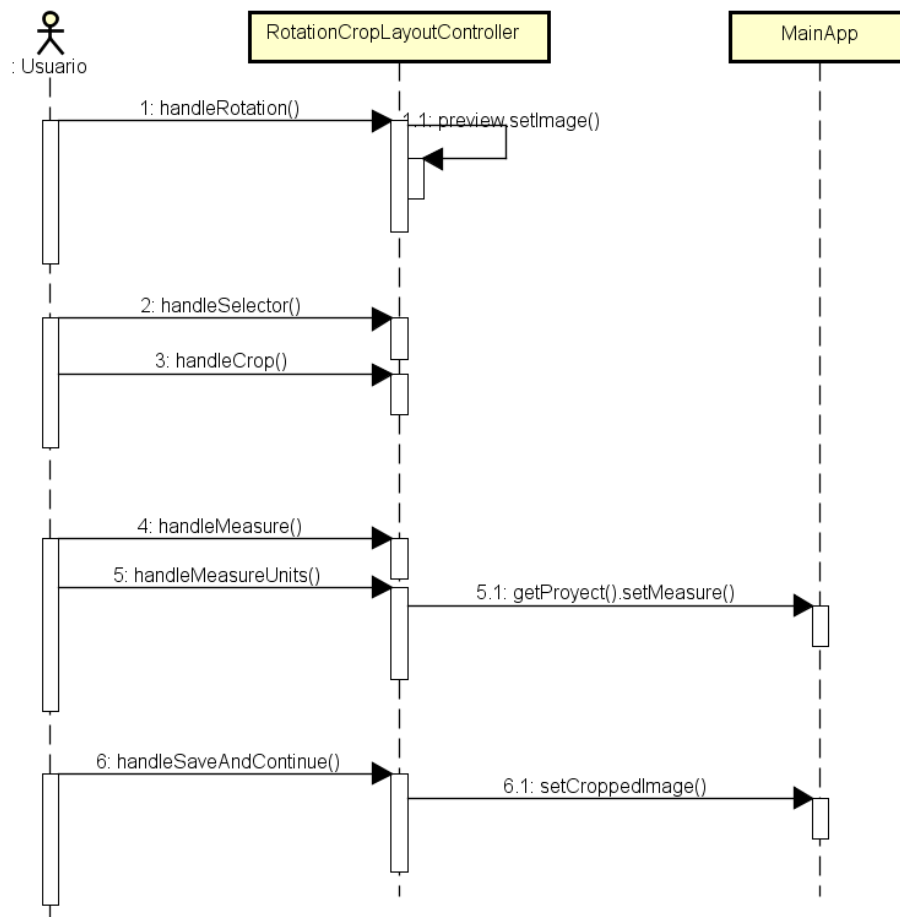 RotationCropLayoutController
MainApp
: Usuario
1: handleRotation()
1.1: preview.setImage()
2: handleSelector()
3: handleCrop()
4: handleMeasure()
5: handleMeasureUnits()
5.1: getProyect().setMeasure()
6: handleSaveAndContinue()
6.1: setCroppedImage()